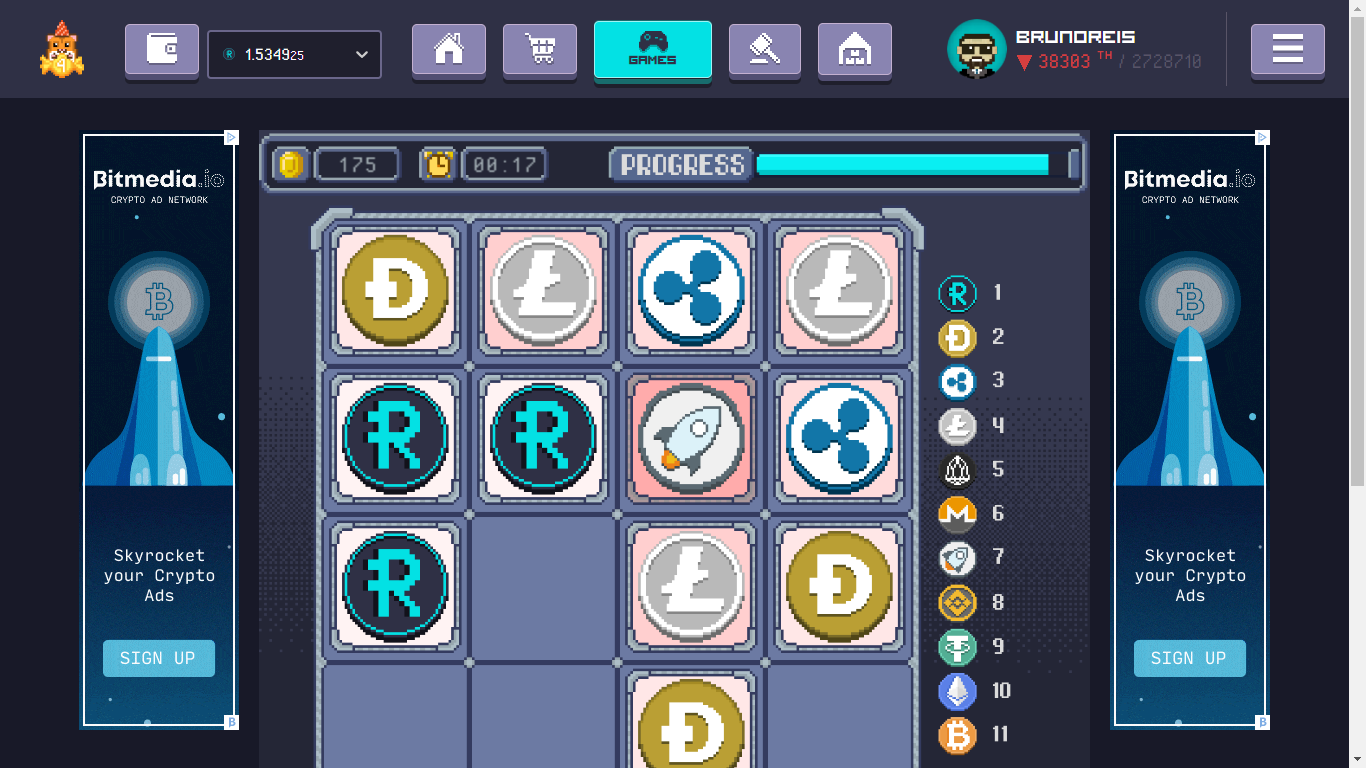 1.534925
GAMES
BRUNOREIS
38303 TH / 2728710
175
00:17
PROGRESS
Bitmedia.io
CRYPTO AD NETWORK
Skyrocket
your Crypto
Ads
SIGN UP
1
2
3
4
5
6
7
8
9
10
11
Bitmedia.io
CRYPTO AD NETWORK
Skyrocket
your Crypto
Ads
SIGN UP